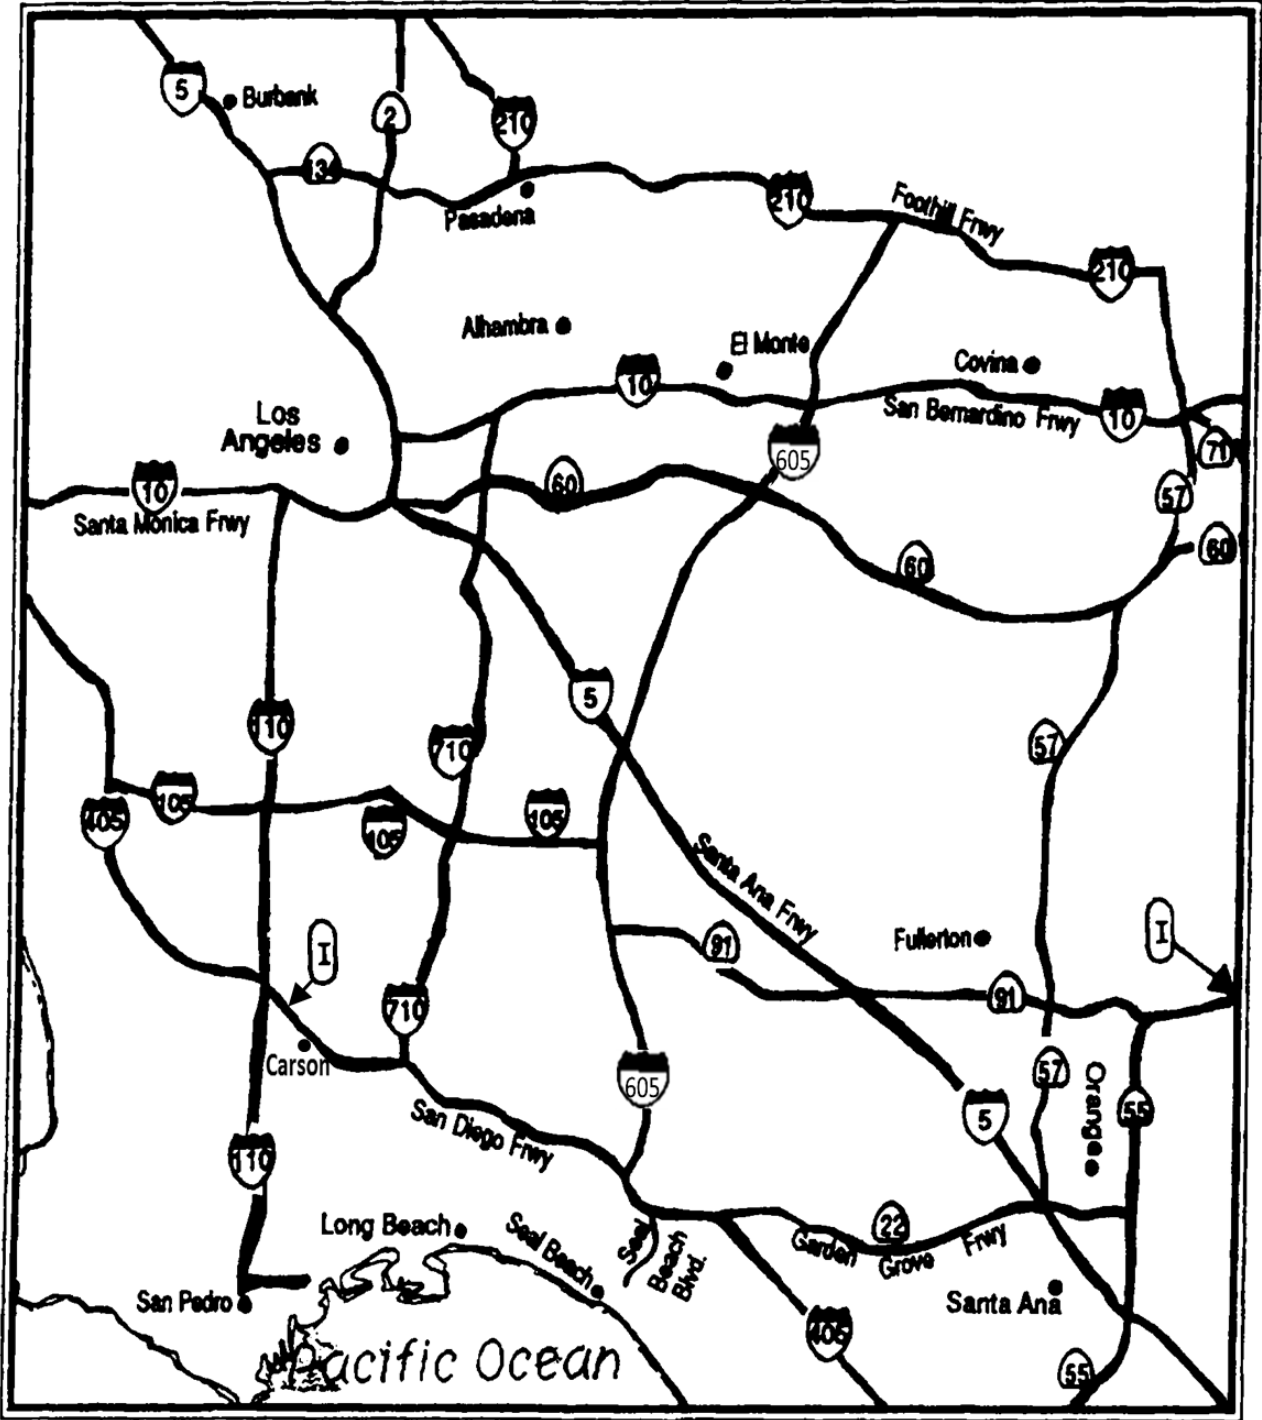 5
Burbank
2
210
134
Pasadena
210
Foothill Frwy
210
Alhambra
El Monte
Covina
10
San Bernardino Frwy
10
Los
Angeles
71
605
10
Santa Monica Frwy
60
57
60
60
5
110
710
57
105
405
105
105
Santa Ana Frwy
I
91
Fullerton
I
710
91
Carson
605
57
Orange
55
5
San Diego Frwy
110
Long Beach
Seal Beach
Seal
Beach
Blvd.
22
Garden
Grove
Frwy
San Pedro
Santa Ana
405
Pacific Ocean
55